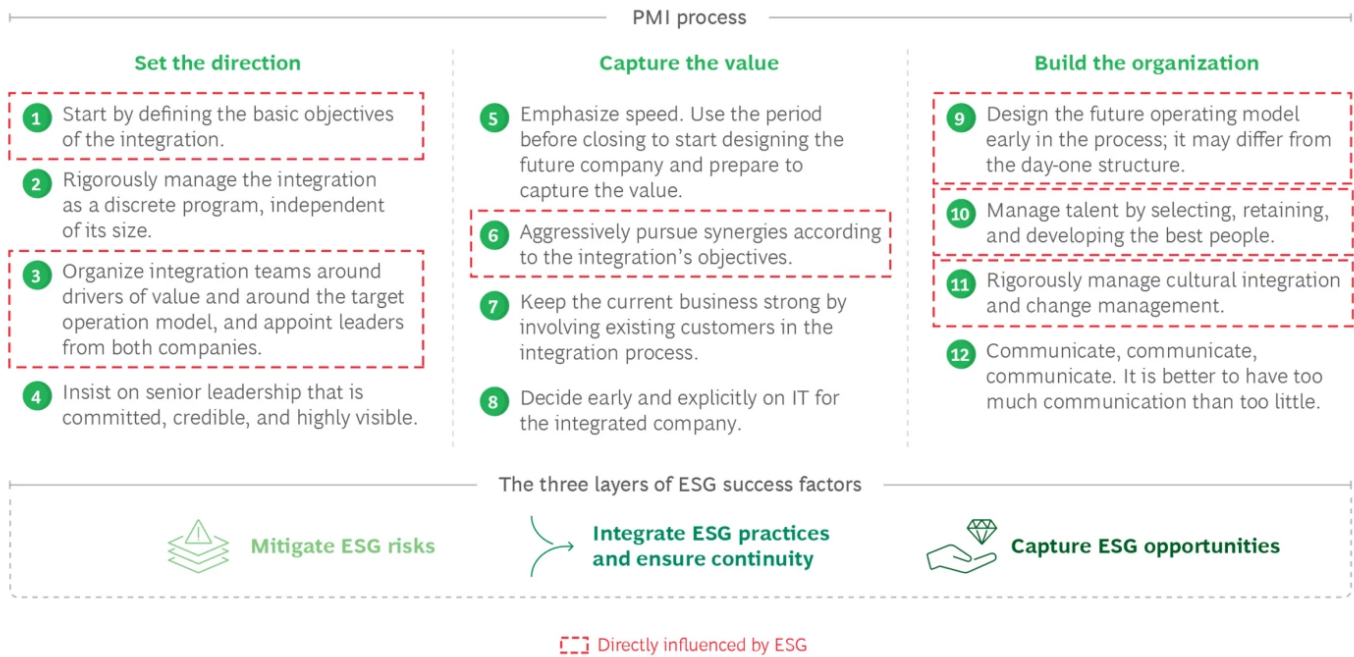 PMI process
Set the direction
1 Start by defining the basic objectives
of the integration.
2 Rigorously manage the integration
as a discrete program, independent
of its size.
3 Organize integration teams around
drivers of value and around the target
operation model, and appoint leaders
from both companies.
4 Insist on senior leadership that is
committed, credible, and highly visible.
Capture the value
5 Emphasize speed. Use the period
before closing to start designing the
future company and prepare to
capture the value.
6 Aggressively pursue synergies according
to the integration's objectives.
7 Keep the current business strong by
involving existing customers in the
integration process.
8 Decide early and explicitly on IT for
the integrated company.
Build the organization
9 Design the future operating model
early in the process; it may differ from
the day-one structure.
10 Manage talent by selecting, retaining,
and developing the best people.
11 Rigorously manage cultural integration
and change management.
12 Communicate, communicate,
communicate. It is better to have too
much communication than too little.
The three layers of ESG success factors
Mitigate ESG risks
Integrate ESG practices
and ensure continuity
Capture ESG opportunities
Directly influenced by ESG